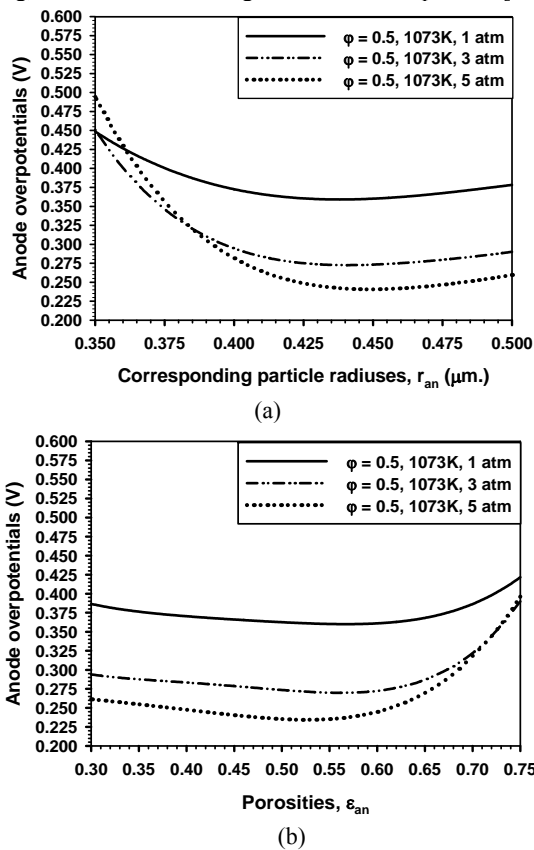 0.600
0.575
0.550
0.525
0.500
0.475
0.450
0.425
0.400
0.375
0.350
0.325
0.300
0.275
0.250
0.225
0.200
Anode overpotentials (V)
φ = 0.5, 1073K, 1 atm
φ = 0.5, 1073K, 3 atm
φ = 0.5, 1073K, 5 atm
0.350 0.375 0.400 0.425 0.450 0.475 0.500
Corresponding particle radiuses, r_an (μm.)
(a)
0.600
0.575
0.550
0.525
0.500
0.475
0.450
0.425
0.400
0.375
0.350
0.325
0.300
0.275
0.250
0.225
0.200
Anode overpotentials (V)
φ = 0.5, 1073K, 1 atm
φ = 0.5, 1073K, 3 atm
φ = 0.5, 1073K, 5 atm
0.30 0.35 0.40 0.45 0.50 0.55 0.60 0.65 0.70 0.75
Porosities, ε_an
(b)